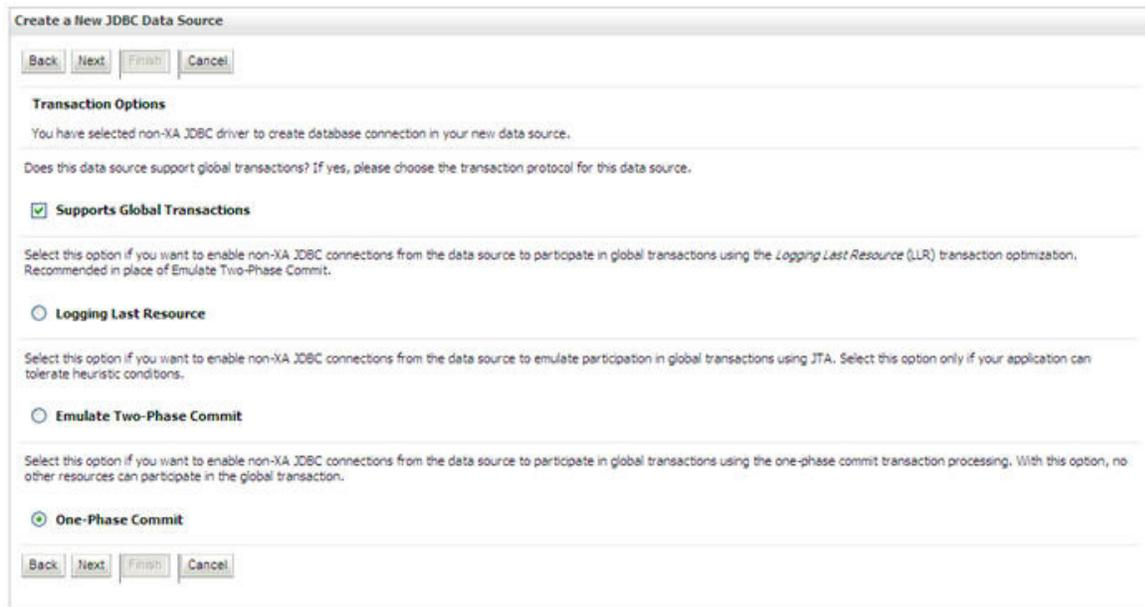 Create a New JDBC Data Source
Back Next Finish Cancel
Transaction Options
You have selected non-XA JDBC driver to create database connection in your new data source.
Does this data source support global transactions? If yes, please choose the transaction protocol for this data source.
Supports Global Transactions
Select this option if you want to enable non-XA JDBC connections from the data source to participate in global transactions using the Logging Last Resource (LLR) transaction optimization.
Recommended in place of Emulate Two-Phase Commit.
Logging Last Resource
Select this option if you want to enable non-XA JDBC connections from the data source to emulate participation in global transactions using JTA. Select this option only if your application can
tolerate heuristic conditions.
Emulate Two-Phase Commit
Select this option if you want to enable non-XA JDBC connections from the data source to participate in global transactions using the one-phase commit transaction processing. With this option, no
other resources can participate in the global transaction.
One-Phase Commit
Back Next Finish Cancel